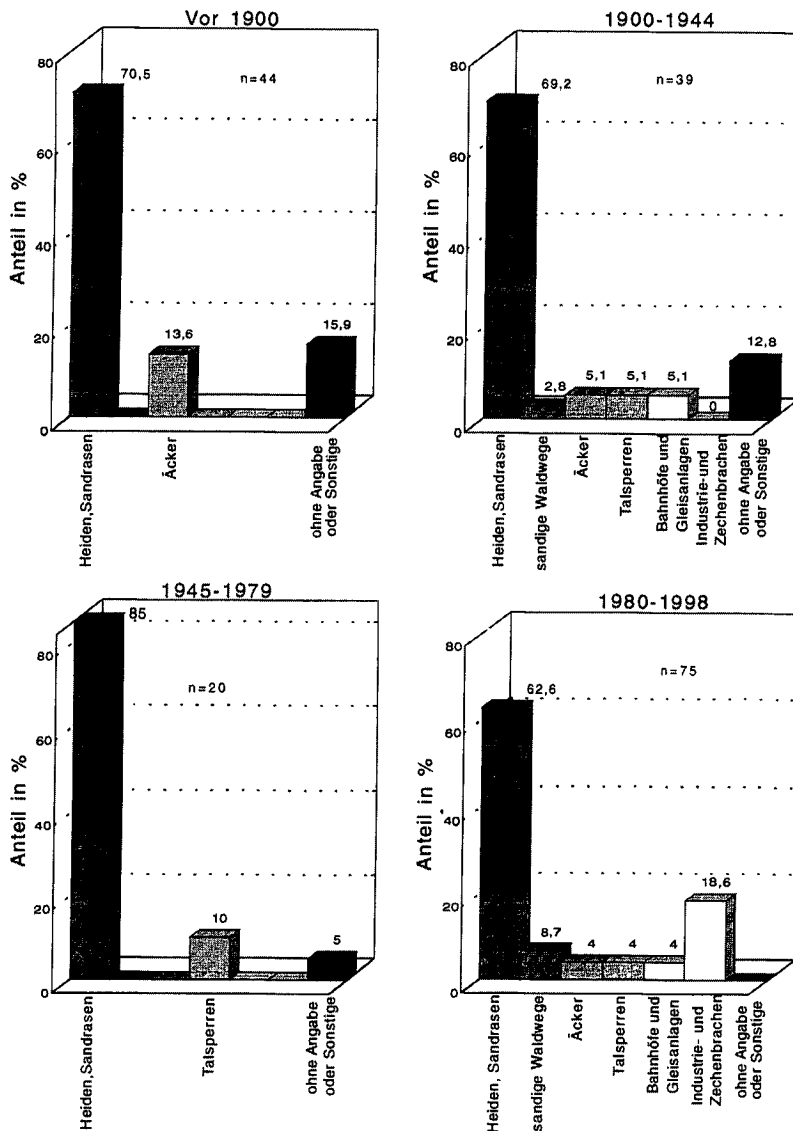 Vor 1900
Anteil in %
80
60
40
20
0
n=44
70,5
13,6
15,9
Heiden,Sandrasen
Äcker
ohne Angabe
oder Sonstige
1900-1944
Anteil in %
80
60
40
20
0
n=39
69,2
2,8
5,1
5,1
5,1
0
12,8
Heiden,Sandrasen
sandige Waldwege
Äcker
Talsperren
Bahnhöfe und
Gleisanlagen
Industrie-und
Zechenbrachen
ohne Angabe
oder Sonstige
1945-1979
Anteil in %
80
60
40
20
0
n=20
85
10
5
Heiden,Sandrasen
Talsperren
ohne Angabe
oder Sonstige
1980-1998
Anteil in %
80
60
40
20
0
n=75
62,6
8,7
4
4
4
18,6
Heiden, Sandrasen
sandige Waldwege
Äcker
Talsperren
Bahnhöfe und
Gleisanlagen
Industrie- und
Zechenbrachen
ohne Angabe
oder Sonstige